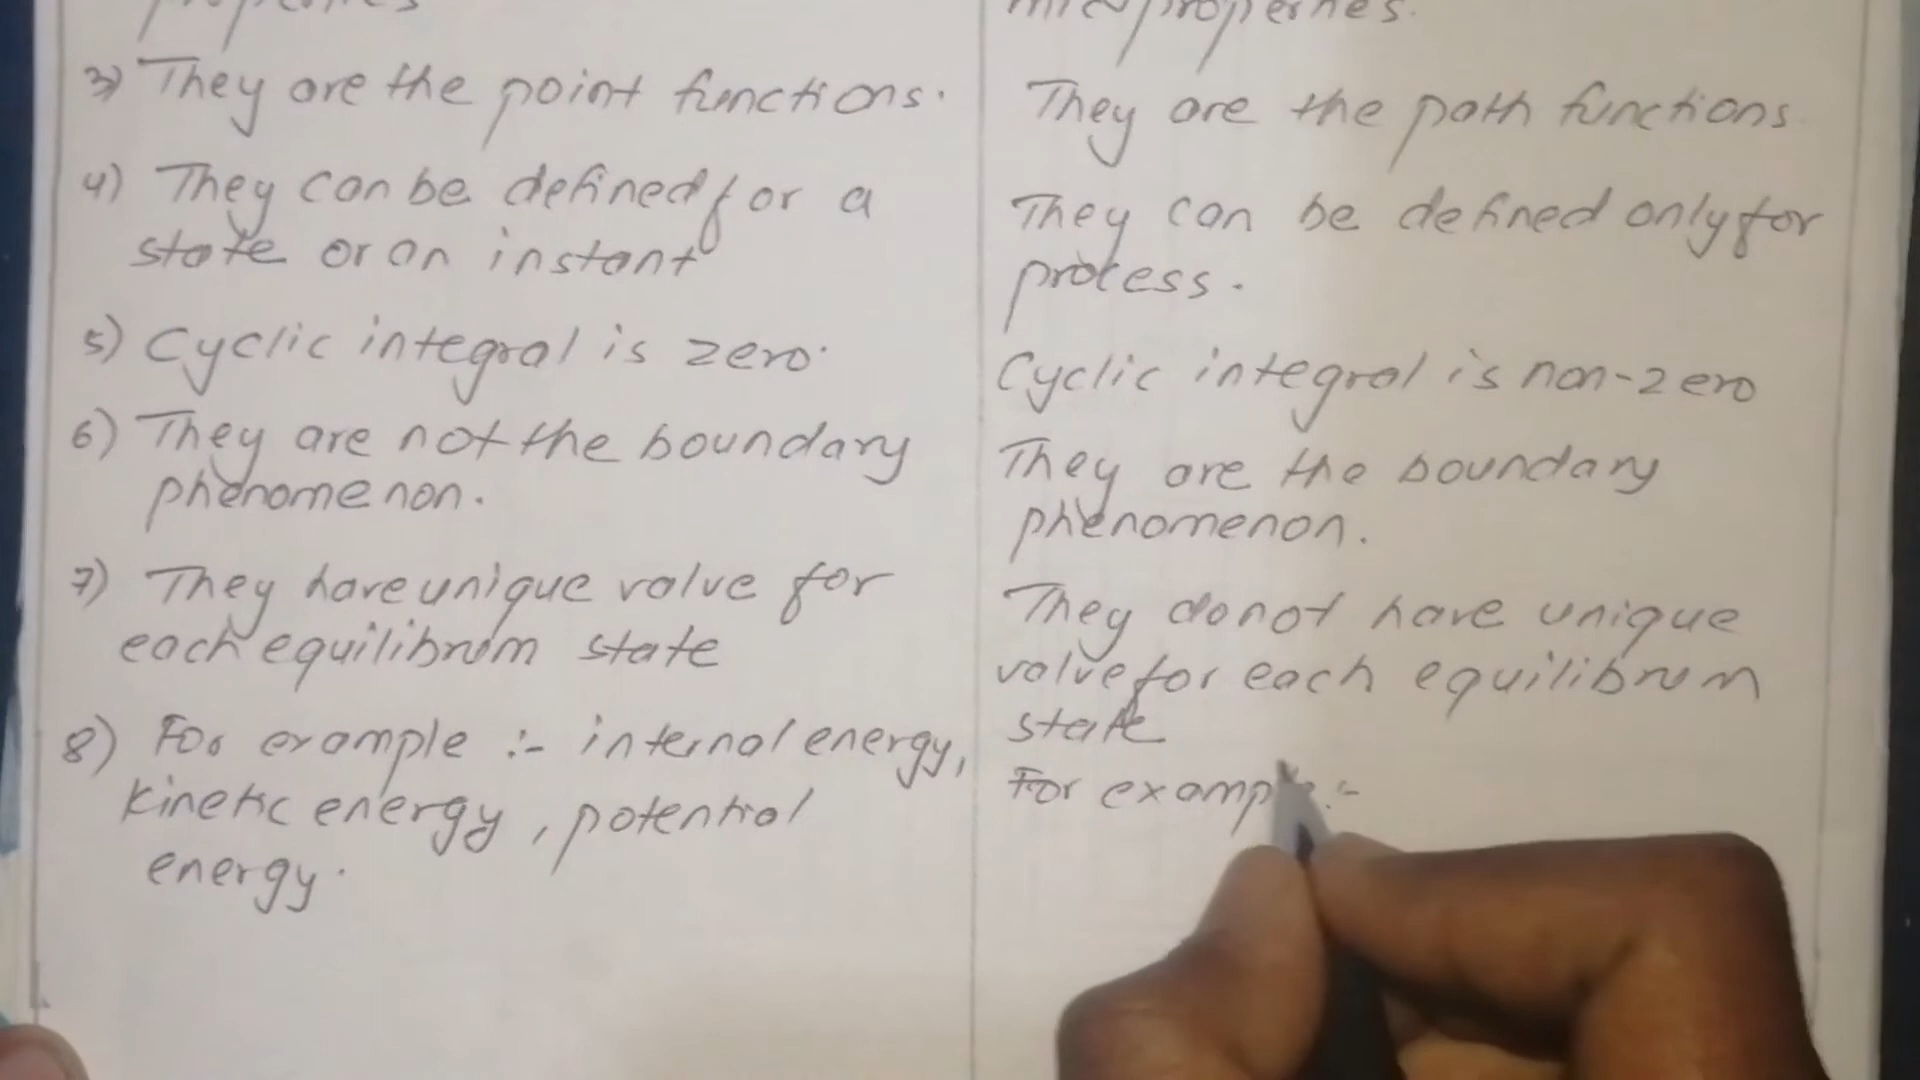 properties
properties.
3) They are the point functions.
They are the path functions
4) They can be defined for a
state or an instant
They can be defined only for
process.
5) Cyclic integral is zero.
Cyclic integral is non-zero
6) They are not the boundary
phenomenon.
They are the boundary
phenomenon.
7) They have unique value for
each equilibrium state
They do not have unique
value for each equilibrium
state
8) For example :- internal energy,
kinetic energy, potential
energy.
For example :-